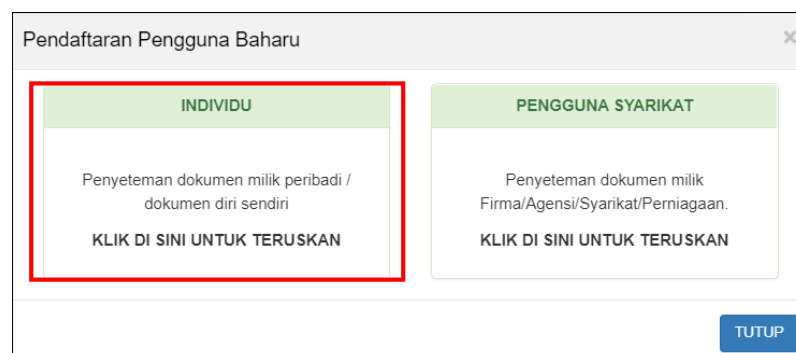 Pendaftaran Pengguna Baharu
×
INDIVIDU
Penyeteman dokumen milik peribadi /
dokumen diri sendiri
KLIK DI SINI UNTUK TERUSKAN
PENGGUNA SYARIKAT
Penyeteman dokumen milik
Firma/Agensi/Syarikat/Perniagaan.
KLIK DI SINI UNTUK TERUSKAN
TUTUP